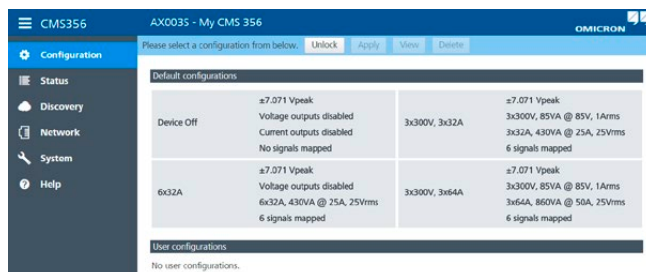 CMS356
AX003S - My CMS 356
OMICRON
Please select a configuration from below. Unlock Apply View Delete
Configuration
Status
Discovery
Network
System
Help
Default configurations
Device Off
±7.071 Vpeak
Voltage outputs disabled
Current outputs disabled
No signals mapped
3x300V, 3x32A
±7.071 Vpeak
3x300V, 85VA @ 85V, 1Arms
3x32A, 430VA @ 25A, 25Vrms
6 signals mapped
6x32A
±7.071 Vpeak
Voltage outputs disabled
6x32A, 430VA @ 25A, 25Vrms
6 signals mapped
3x300V, 3x64A
±7.071 Vpeak
3x300V, 85VA @ 85V, 1Arms
3x64A, 860VA @ 50A, 25Vrms
6 signals mapped
User configurations
No user configurations.